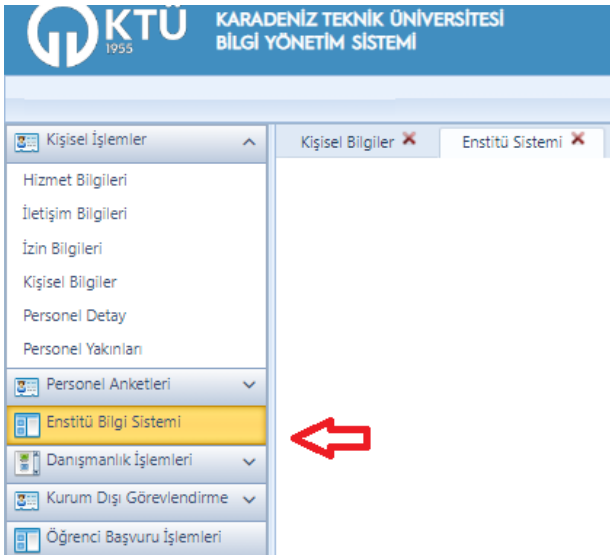 KTÜ
1955
KARADENİZ TEKNİK ÜNİVERSİTESİ
BİLGİ YÖNETİM SİSTEMİ
Kişisel İşlemler
Kişisel Bilgiler
Enstitü Sistemi
Hizmet Bilgileri
İletişim Bilgileri
İzin Bilgileri
Kişisel Bilgiler
Personel Detay
Personel Yakınları
Personel Anketleri
Enstitü Bilgi Sistemi
Danışmanlık İşlemleri
Kurum Dışı Görevlendirme
Öğrenci Başvuru İşlemleri